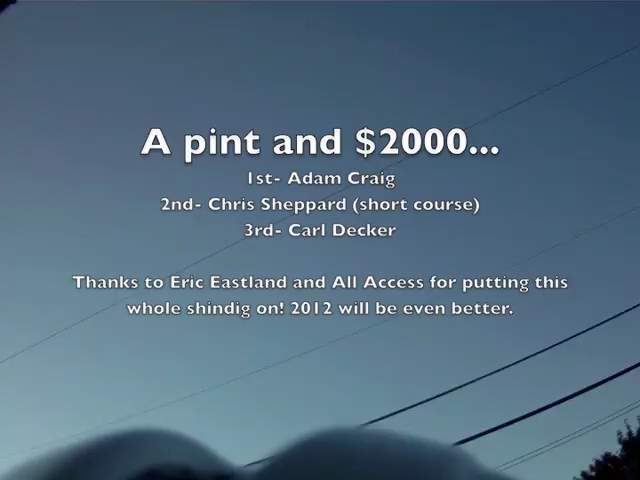 A pint and $2000...
1st- Adam Craig
2nd- Chris Sheppard (short course)
3rd- Carl Decker
Thanks to Eric Eastland and All Access for putting this
whole shindig on! 2012 will be even better.